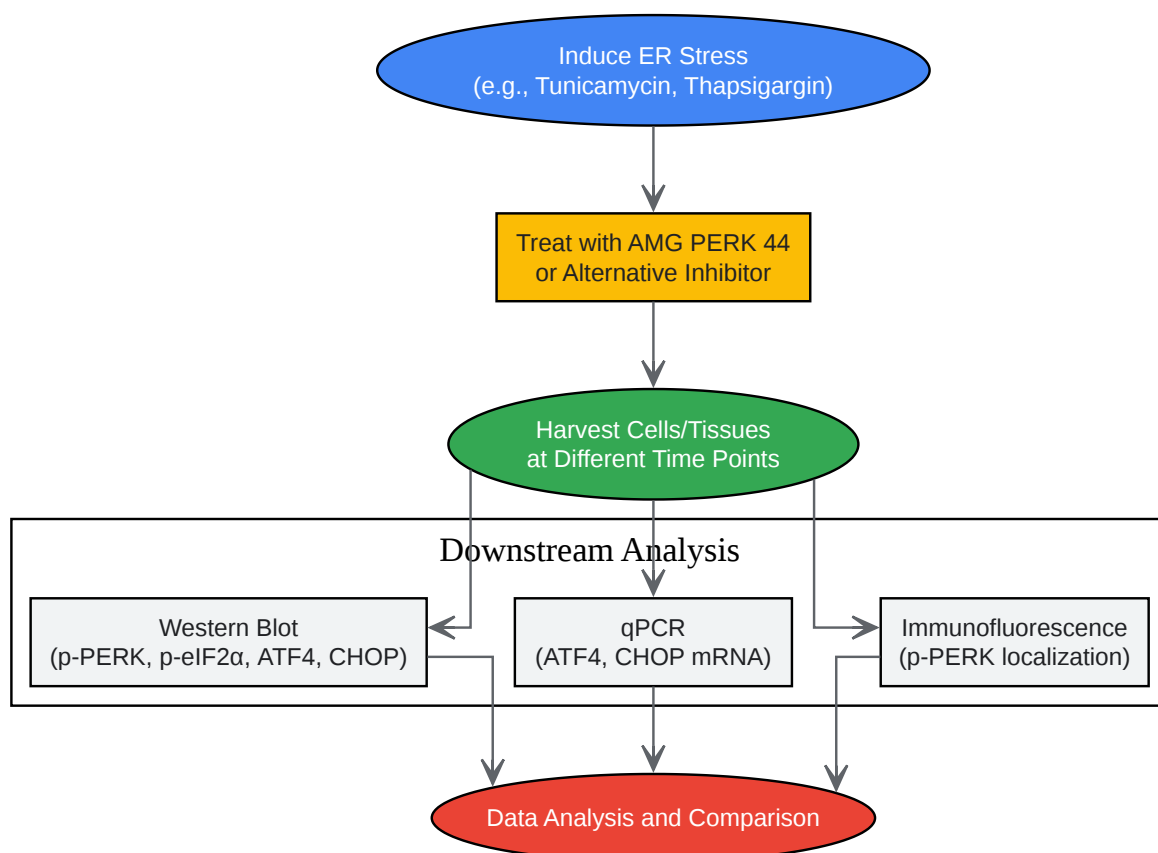 Induce ER Stress
(e.g., Tunicamycin, Thapsigargin)
Treat with AMG PERK 44
or Alternative Inhibitor
Harvest Cells/Tissues
at Different Time Points
Downstream Analysis
Western Blot
(p-PERK, p-eIF2α, ATF4, CHOP)
qPCR
(ATF4, CHOP mRNA)
Immunofluorescence
(p-PERK localization)
Data Analysis and Comparison